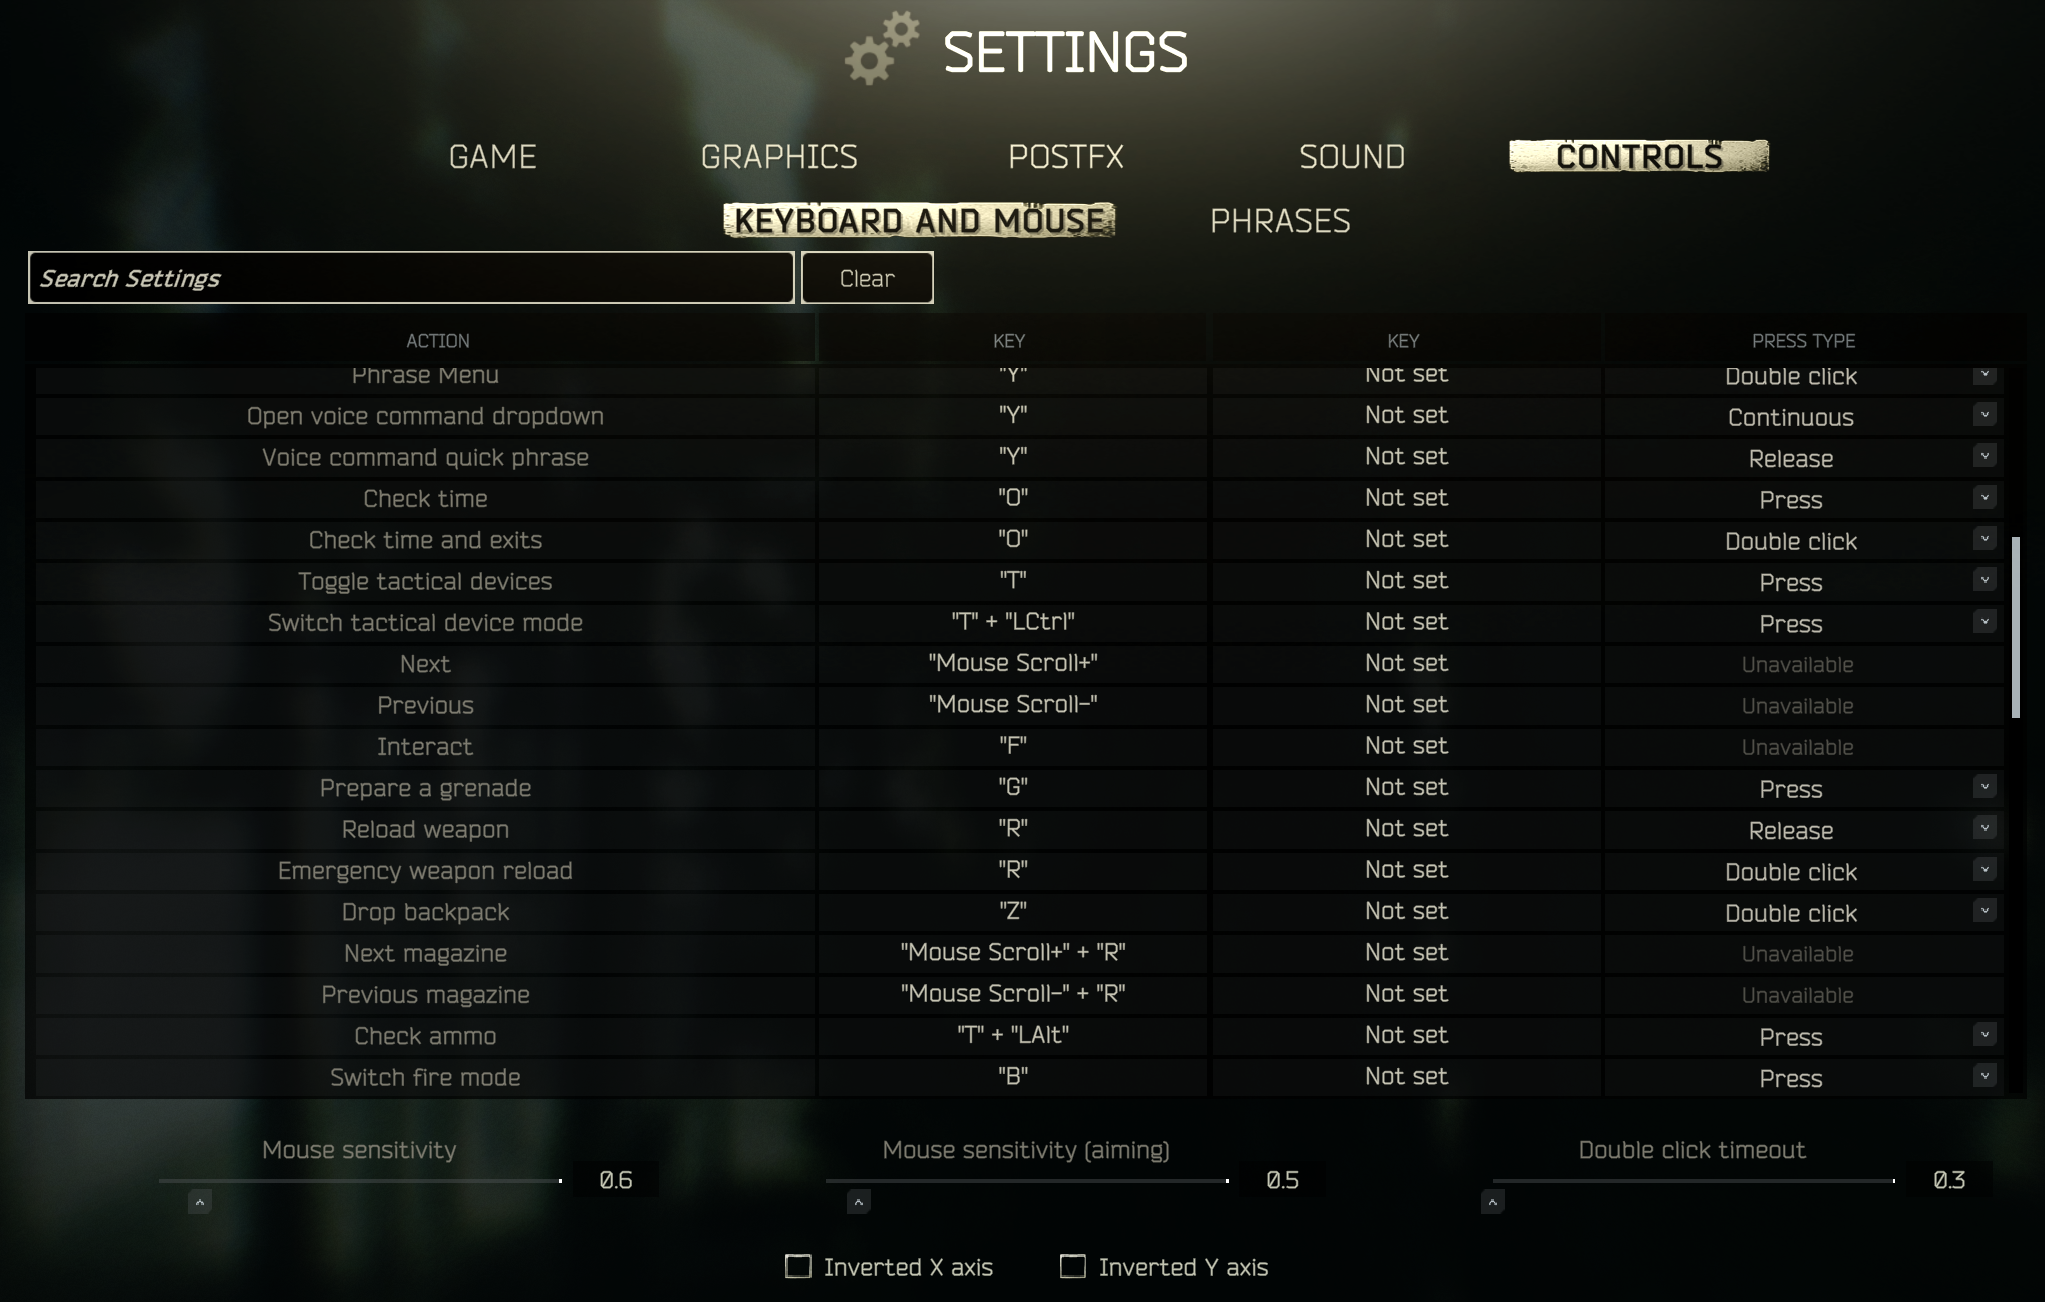 SETTINGS
GAME GRAPHICS POSTFX SOUND CONTROLS
KEYBOARD AND MOUSE PHRASES
Search Settings Clear
ACTION KEY KEY PRESS TYPE
Phrase Menu "Y" Not set Double click
Open voice command dropdown "Y" Not set Continuous
Voice command quick phrase "Y" Not set Release
Check time "O" Not set Press
Check time and exits "O" Not set Double click
Toggle tactical devices "T" Not set Press
Switch tactical device mode "T" + "LCtrl" Not set Press
Next "Mouse Scroll+" Not set Unavailable
Previous "Mouse Scroll-" Not set Unavailable
Interact "F" Not set Unavailable
Prepare a grenade "G" Not set Press
Reload weapon "R" Not set Release
Emergency weapon reload "R" Not set Double click
Drop backpack "Z" Not set Double click
Next magazine "Mouse Scroll+" + "R" Not set Unavailable
Previous magazine "Mouse Scroll-" + "R" Not set Unavailable
Check ammo "T" + "LAlt" Not set Press
Switch fire mode "B" Not set Press
Mouse sensitivity 0.6
Mouse sensitivity (aiming) 0.5
Double click timeout 0.3
Inverted X axis Inverted Y axis